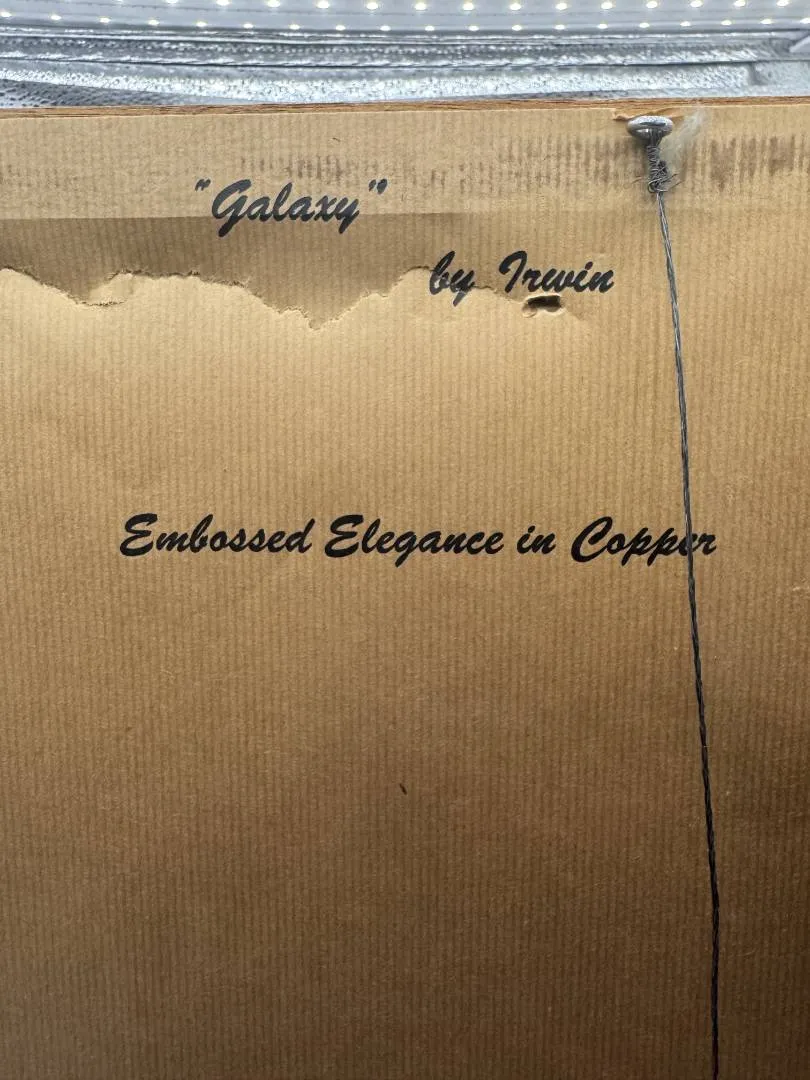 "Galaxy"
by Irwin
Embossed Elegance in Copper